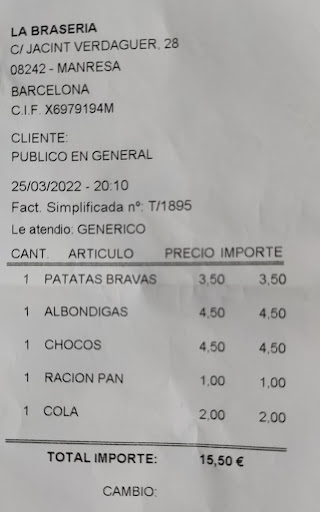 LA BRASERIA
C/ JACINT VERDAGUER, 28
08242 - MANRESA
BARCELONA
C.I.F. X6979194M
CLIENTE:
PUBLICO EN GENERAL
25/03/2022 - 20:10
Fact. Simplificada nº: T/1895
Le atendio: GENERICO
CANT. ARTICULO PRECIO IMPORTE
1 PATATAS BRAVAS 3,50 3,50
1 ALBONDIGAS 4,50 4,50
1 CHOCOS 4,50 4,50
1 RACION PAN 1,00 1,00
1 COLA 2,00 2,00
TOTAL IMPORTE: 15,50 €
CAMBIO: